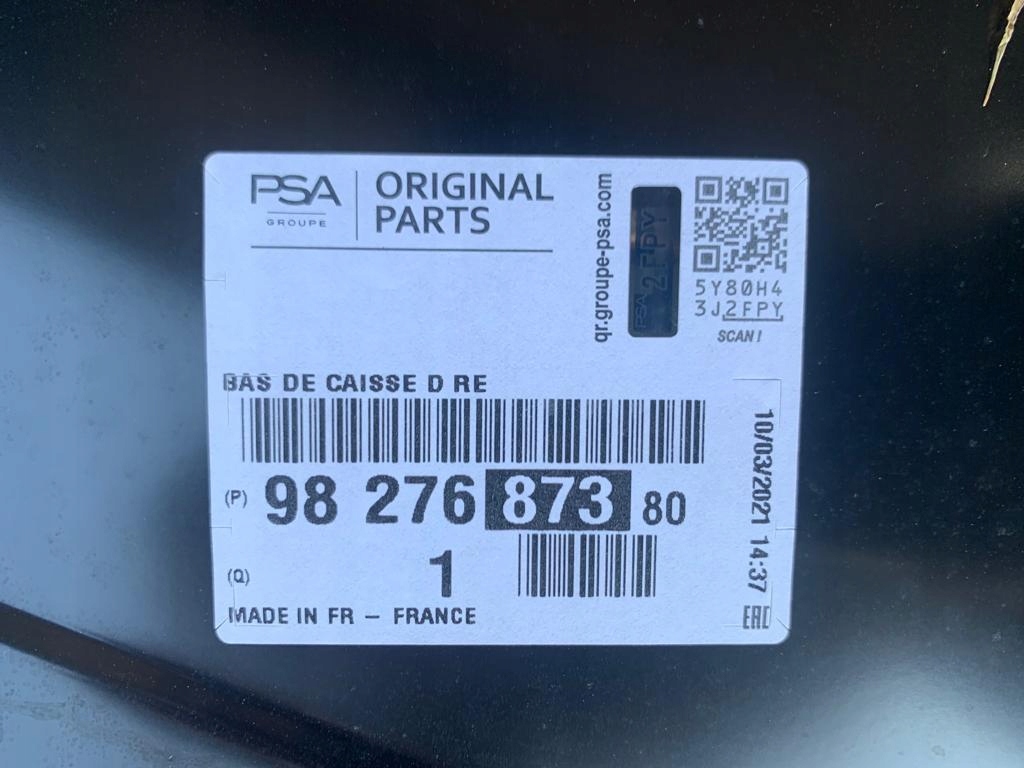 PSA
GROUPE
ORIGINAL
PARTS
qr.groupe-psa.com
PSA 2FPY
5Y80H4
3J2FPY
SCAN!
BAS DE CAISSE D RE
(P) 98 276 873 80
(Q) 1
MADE IN FR – FRANCE
10/03/2021 14:37
EAC